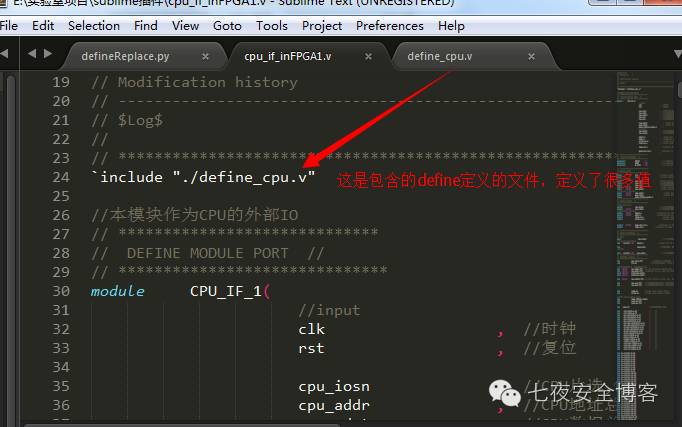 E:\实验室项目\sublime插件\cpu_if_inFPGA1.v - Sublime Text (UNREGISTERED)
File Edit Selection Find View Goto Tools Project Preferences Help
defineReplace.py × cpu_if_inFPGA1.v × define_cpu.v ×
19 // Modification history
20 // ----------------------------------------------------------
21 // $Log$
22 //
23 // **********************************************************
24 `include "./define_cpu.v" 这是包含的define定义的文件，定义了很多值
25
26 //本模块作为CPU的外部IO
27 // *****************************
28 //  DEFINE MODULE PORT  //
29 // ******************************
30 module CPU_IF_1(
31 //input
32 clk , //时钟
33 rst , //复位
34
35 cpu_iosn //CPU
36 cpu_addr , //CPU地址
七夜安全博客